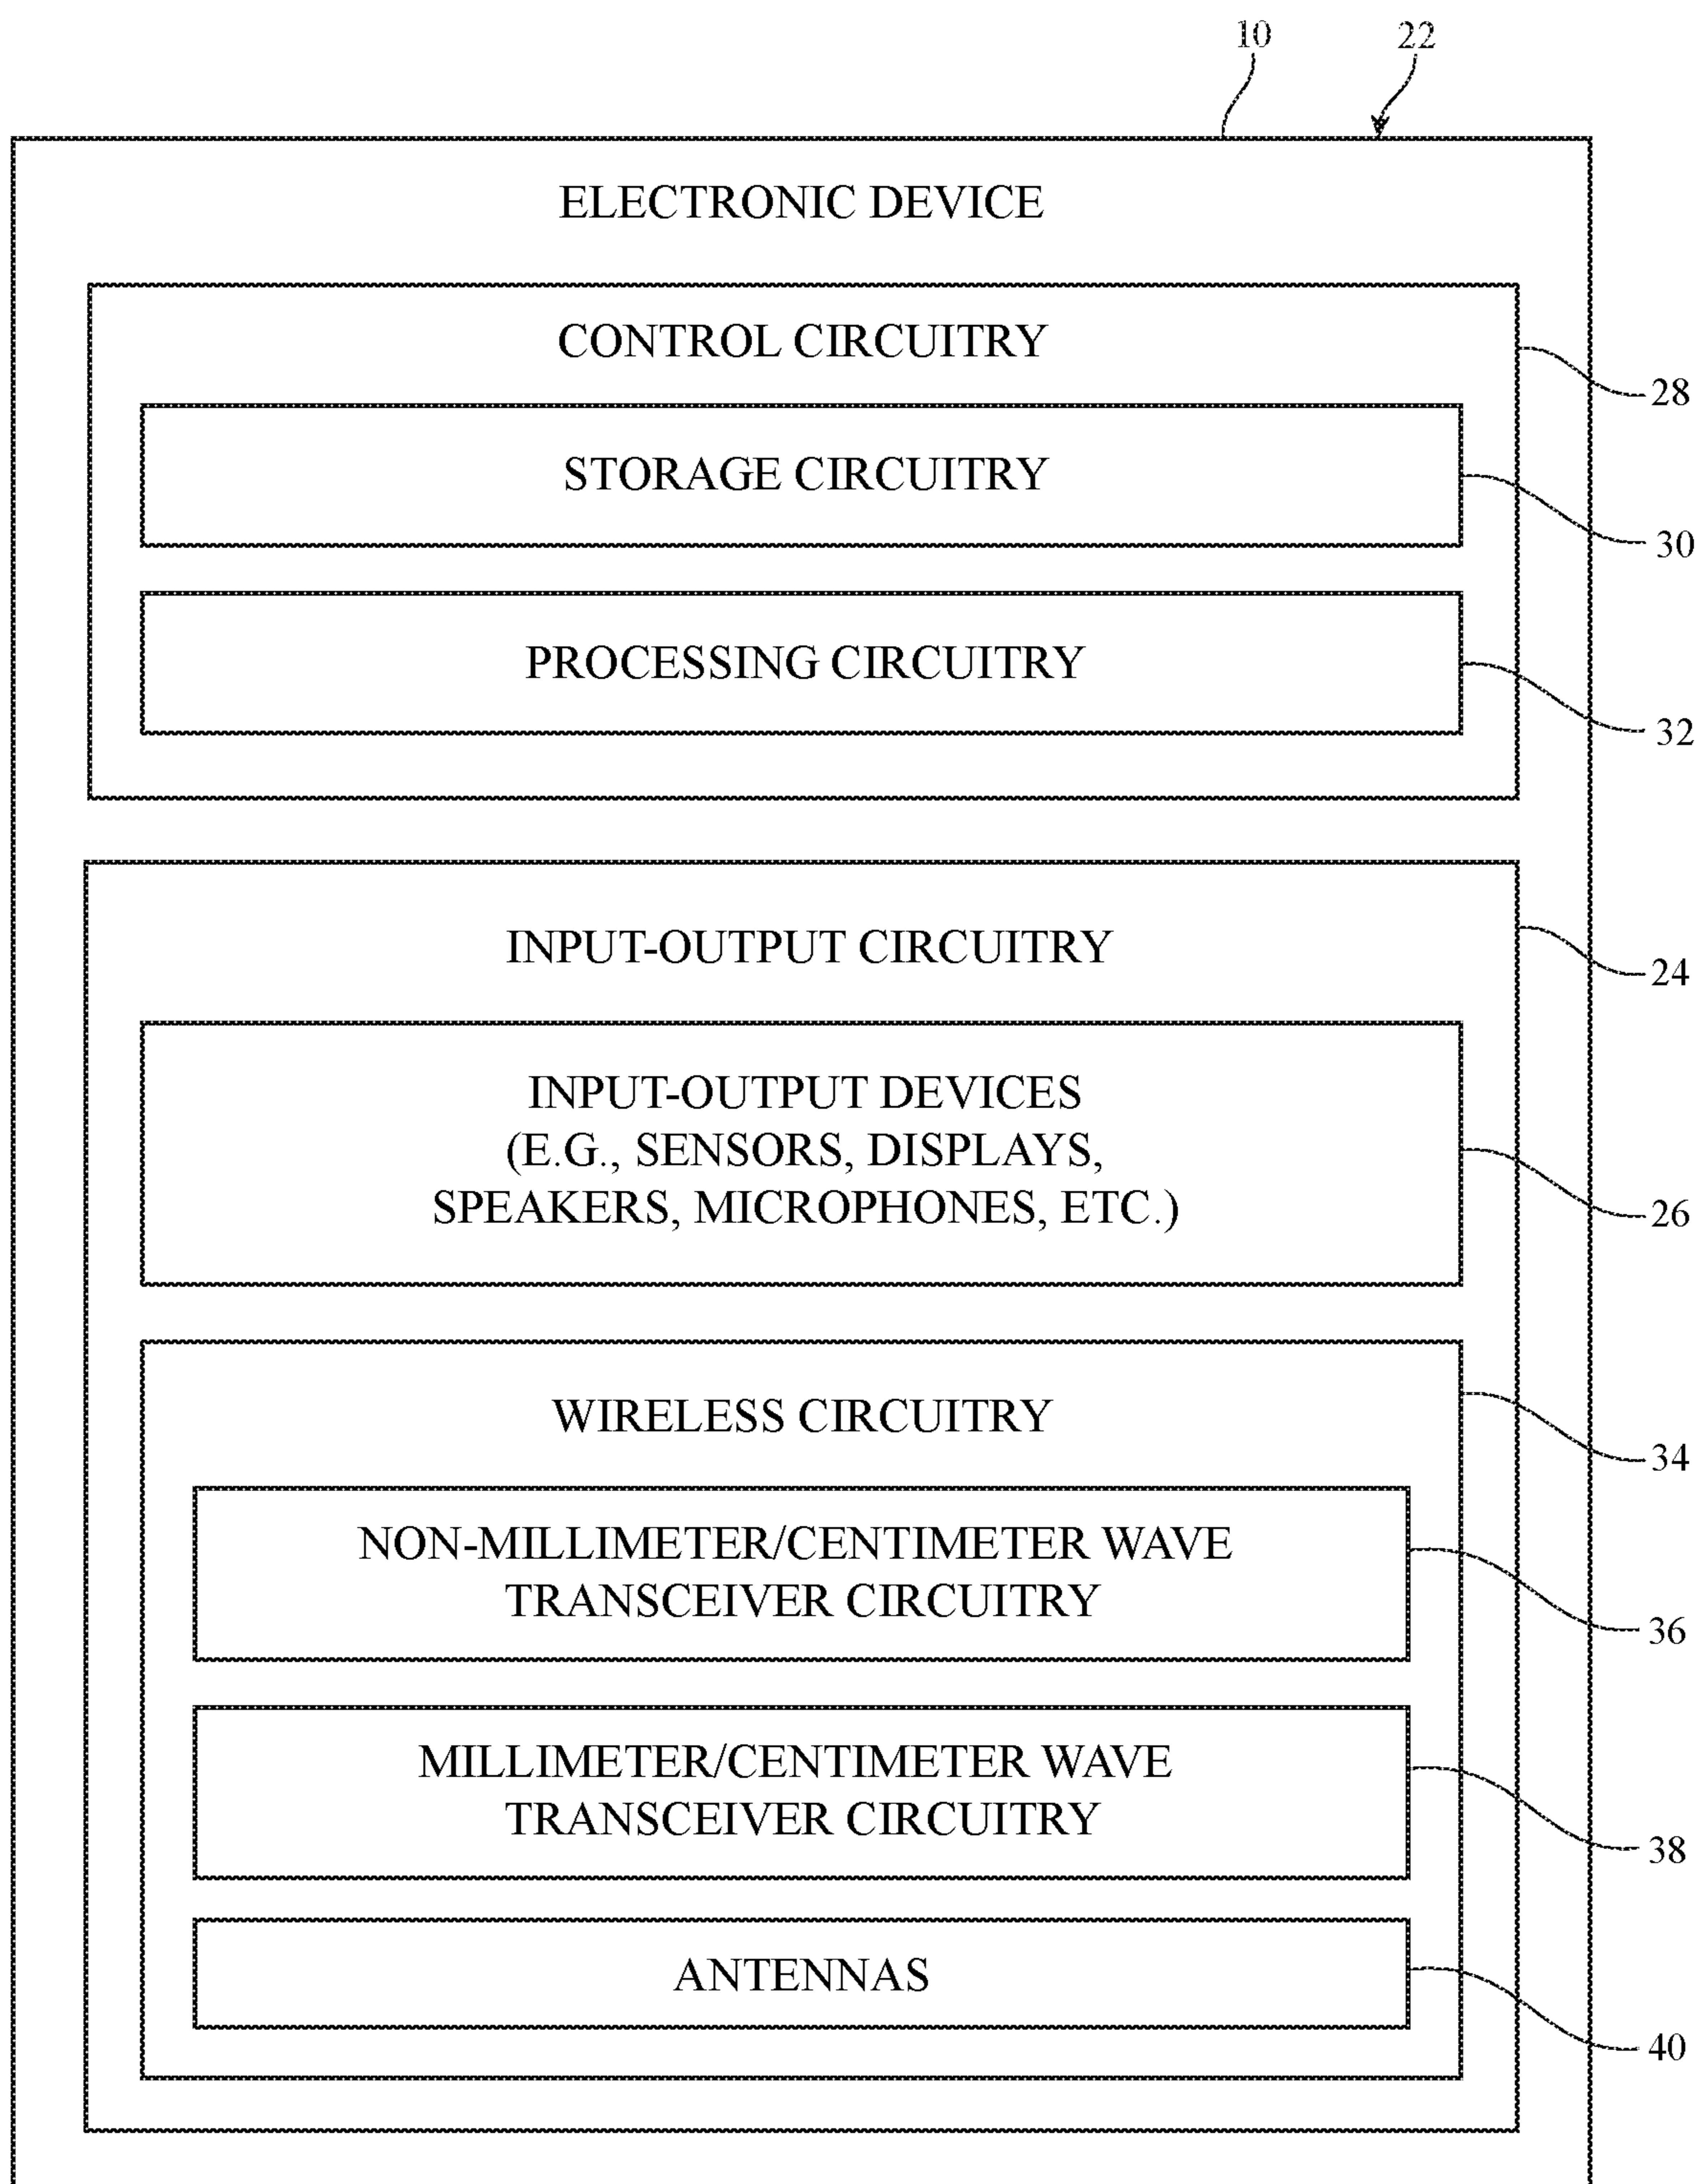 10
22
ELECTRONIC DEVICE
CONTROL CIRCUITRY
28
STORAGE CIRCUITRY
30
PROCESSING CIRCUITRY
32
INPUT-OUTPUT CIRCUITRY
24
INPUT-OUTPUT DEVICES
(E.G., SENSORS, DISPLAYS,
SPEAKERS, MICROPHONES, ETC.)
26
WIRELESS CIRCUITRY
34
NON-MILLIMETER/CENTIMETER WAVE
TRANSCEIVER CIRCUITRY
36
MILLIMETER/CENTIMETER WAVE
TRANSCEIVER CIRCUITRY
38
ANTENNAS
40